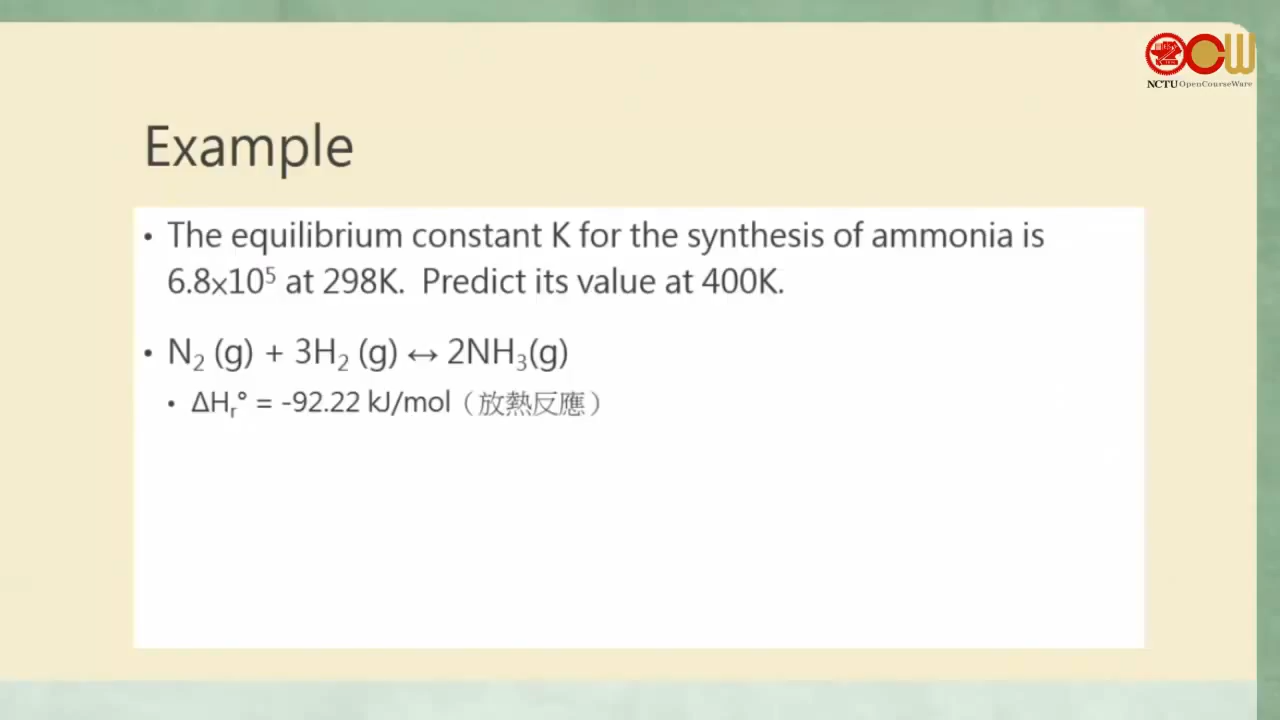 OCW
NCTU OpenCourseWare
Example
• The equilibrium constant K for the synthesis of ammonia is
6.8×10⁵ at 298K. Predict its value at 400K.
• N₂ (g) + 3H₂ (g) ↔ 2NH₃(g)
• ΔHᵣ° = -92.22 kJ/mol（放熱反應）